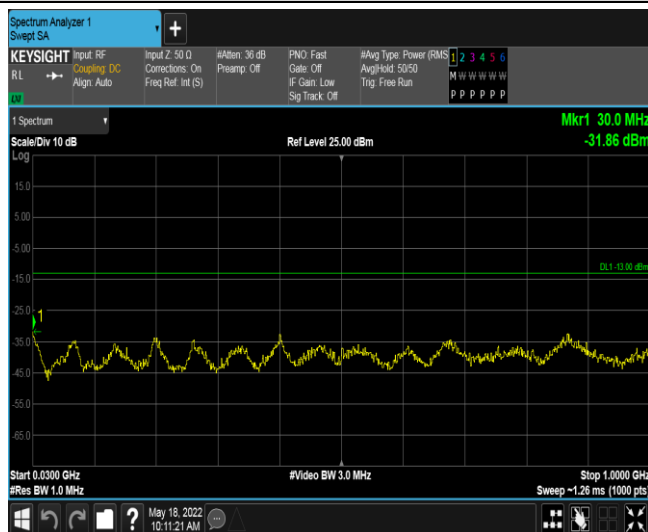 Spectrum Analyzer 1
Swept SA
+
KEYSIGHT Input: RF Input Z: 50 Ω #Atten: 36 dB PNO: Fast #Avg Type: Power (RMS 1 2 3 4 5 6
RL Coupling: DC Corrections: On Preamp: Off Gate: Off Avg|Hold: 50/50 M W W W W W
Align: Auto Freq Ref: Int (S) IF Gain: Low Trig: Free Run
Sig Track: Off P P P P P P
1 Spectrum Mkr1 30.0 MHz
Scale/Div 10 dB Ref Level 25.00 dBm -31.86 dBm
Log
15.0
5.00
-5.00
DL1 -13.00 dBm
-15.0
-25.0
1
-35.0
-45.0
-55.0
-65.0
Start 0.0300 GHz #Video BW 3.0 MHz Stop 1.0000 GHz
#Res BW 1.0 MHz Sweep ~1.26 ms (1000 pts)
? May 18, 2022
10:11:21 AM